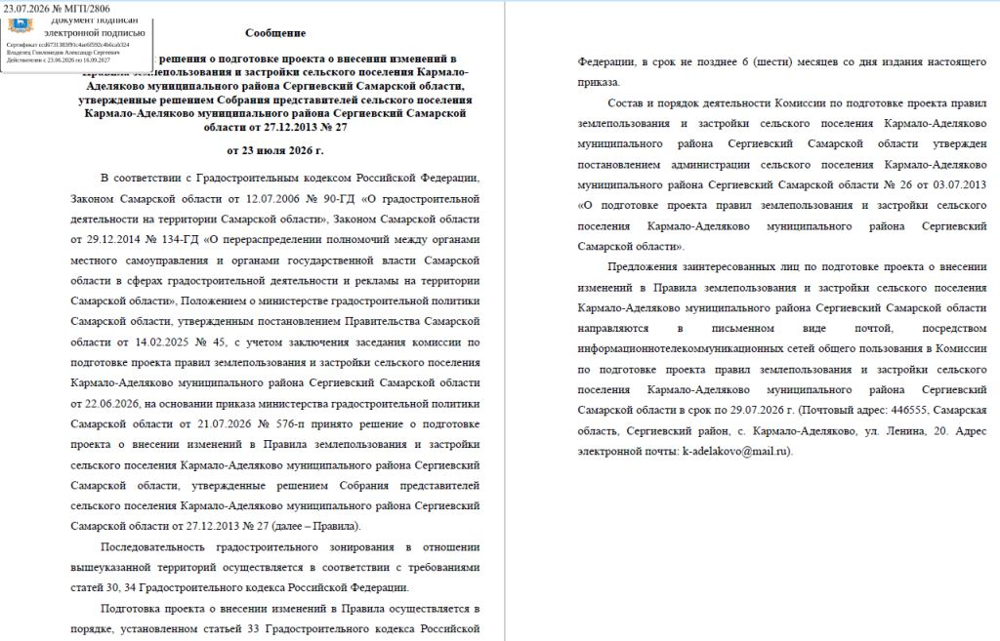 23.07.2026 № МГП/2806
Документ подписан
электронной подписью
Владелец Гниломедов Александр Сергеевич
Действителен с 23.06.2026 по 16.09.2027
Сообщение
решения о подготовке проекта о внесении изменений в
Правила землепользования и застройки сельского поселения Кармало-
Аделяково муниципального района Сергиевский Самарской области,
утвержденные решением Собрания представителей сельского поселения
Кармало-Аделяково муниципального района Сергиевский Самарской
области от 27.12.2013 № 27
от 23 июля 2026 г.
В соответствии с Градостроительным кодексом Российской Федерации,
Законом Самарской области от 12.07.2006 № 90-ГД «О градостроительной
деятельности на территории Самарской области», Законом Самарской области
от 29.12.2014 № 134-ГД «О перераспределении полномочий между органами
местного самоуправления и органами государственной власти Самарской
области в сферах градостроительной деятельности и рекламы на территории
Самарской области», Положением о министерстве градостроительной политики
Самарской области, утвержденным постановлением Правительства Самарской
области от 14.02.2025 № 45, с учетом заключения заседания комиссии по
подготовке проекта правил землепользования и застройки сельского поселения
Кармало-Аделяково муниципального района Сергиевский Самарской области
от 22.06.2026, на основании приказа министерства градостроительной политики
Самарской области от 21.07.2026 № 576-п принято решение о подготовке
проекта о внесении изменений в Правила землепользования и застройки
сельского поселения Кармало-Аделяково муниципального района Сергиевский
Самарской области, утвержденные решением Собрания представителей
сельского поселения Кармало-Аделяково муниципального района Сергиевский
Самарской области от 27.12.2013 № 27 (далее – Правила).
Последовательность градостроительного зонирования в отношении
вышеуказанной территорий осуществляется в соответствии с требованиями
статей 30, 34 Градостроительного кодекса Российской Федерации.
Подготовка проекта о внесении изменений в Правила осуществляется в
порядке, установленном статьей 33 Градостроительного кодекса Российской
Федерации, в срок не позднее 6 (шести) месяцев со дня издания настоящего
приказа.
Состав и порядок деятельности Комиссии по подготовке проекта правил
землепользования и застройки сельского поселения Кармало-Аделяково
муниципального района Сергиевский Самарской области утвержден
постановлением администрации сельского поселения Кармало-Аделяково
муниципального района Сергиевский Самарской области № 26 от 03.07.2013
«О подготовке проекта правил землепользования и застройки сельского
поселения Кармало-Аделяково муниципального района Сергиевский
Самарской области».
Предложения заинтересованных лиц по подготовке проекта о внесении
изменений в Правила землепользования и застройки сельского поселения
Кармало-Аделяково муниципального района Сергиевский Самарской области
направляются в письменном виде почтой, посредством
информационнотелекоммуникационных сетей общего пользования в Комиссии
по подготовке проекта правил землепользования и застройки сельского
поселения Кармало-Аделяково муниципального района Сергиевский
Самарской области в срок по 29.07.2026 г. (Почтовый адрес: 446555, Самарская
область, Сергиевский район, с. Кармало-Аделяково, ул. Ленина, 20. Адрес
электронной почты: k-adelakovo@mail.ru).